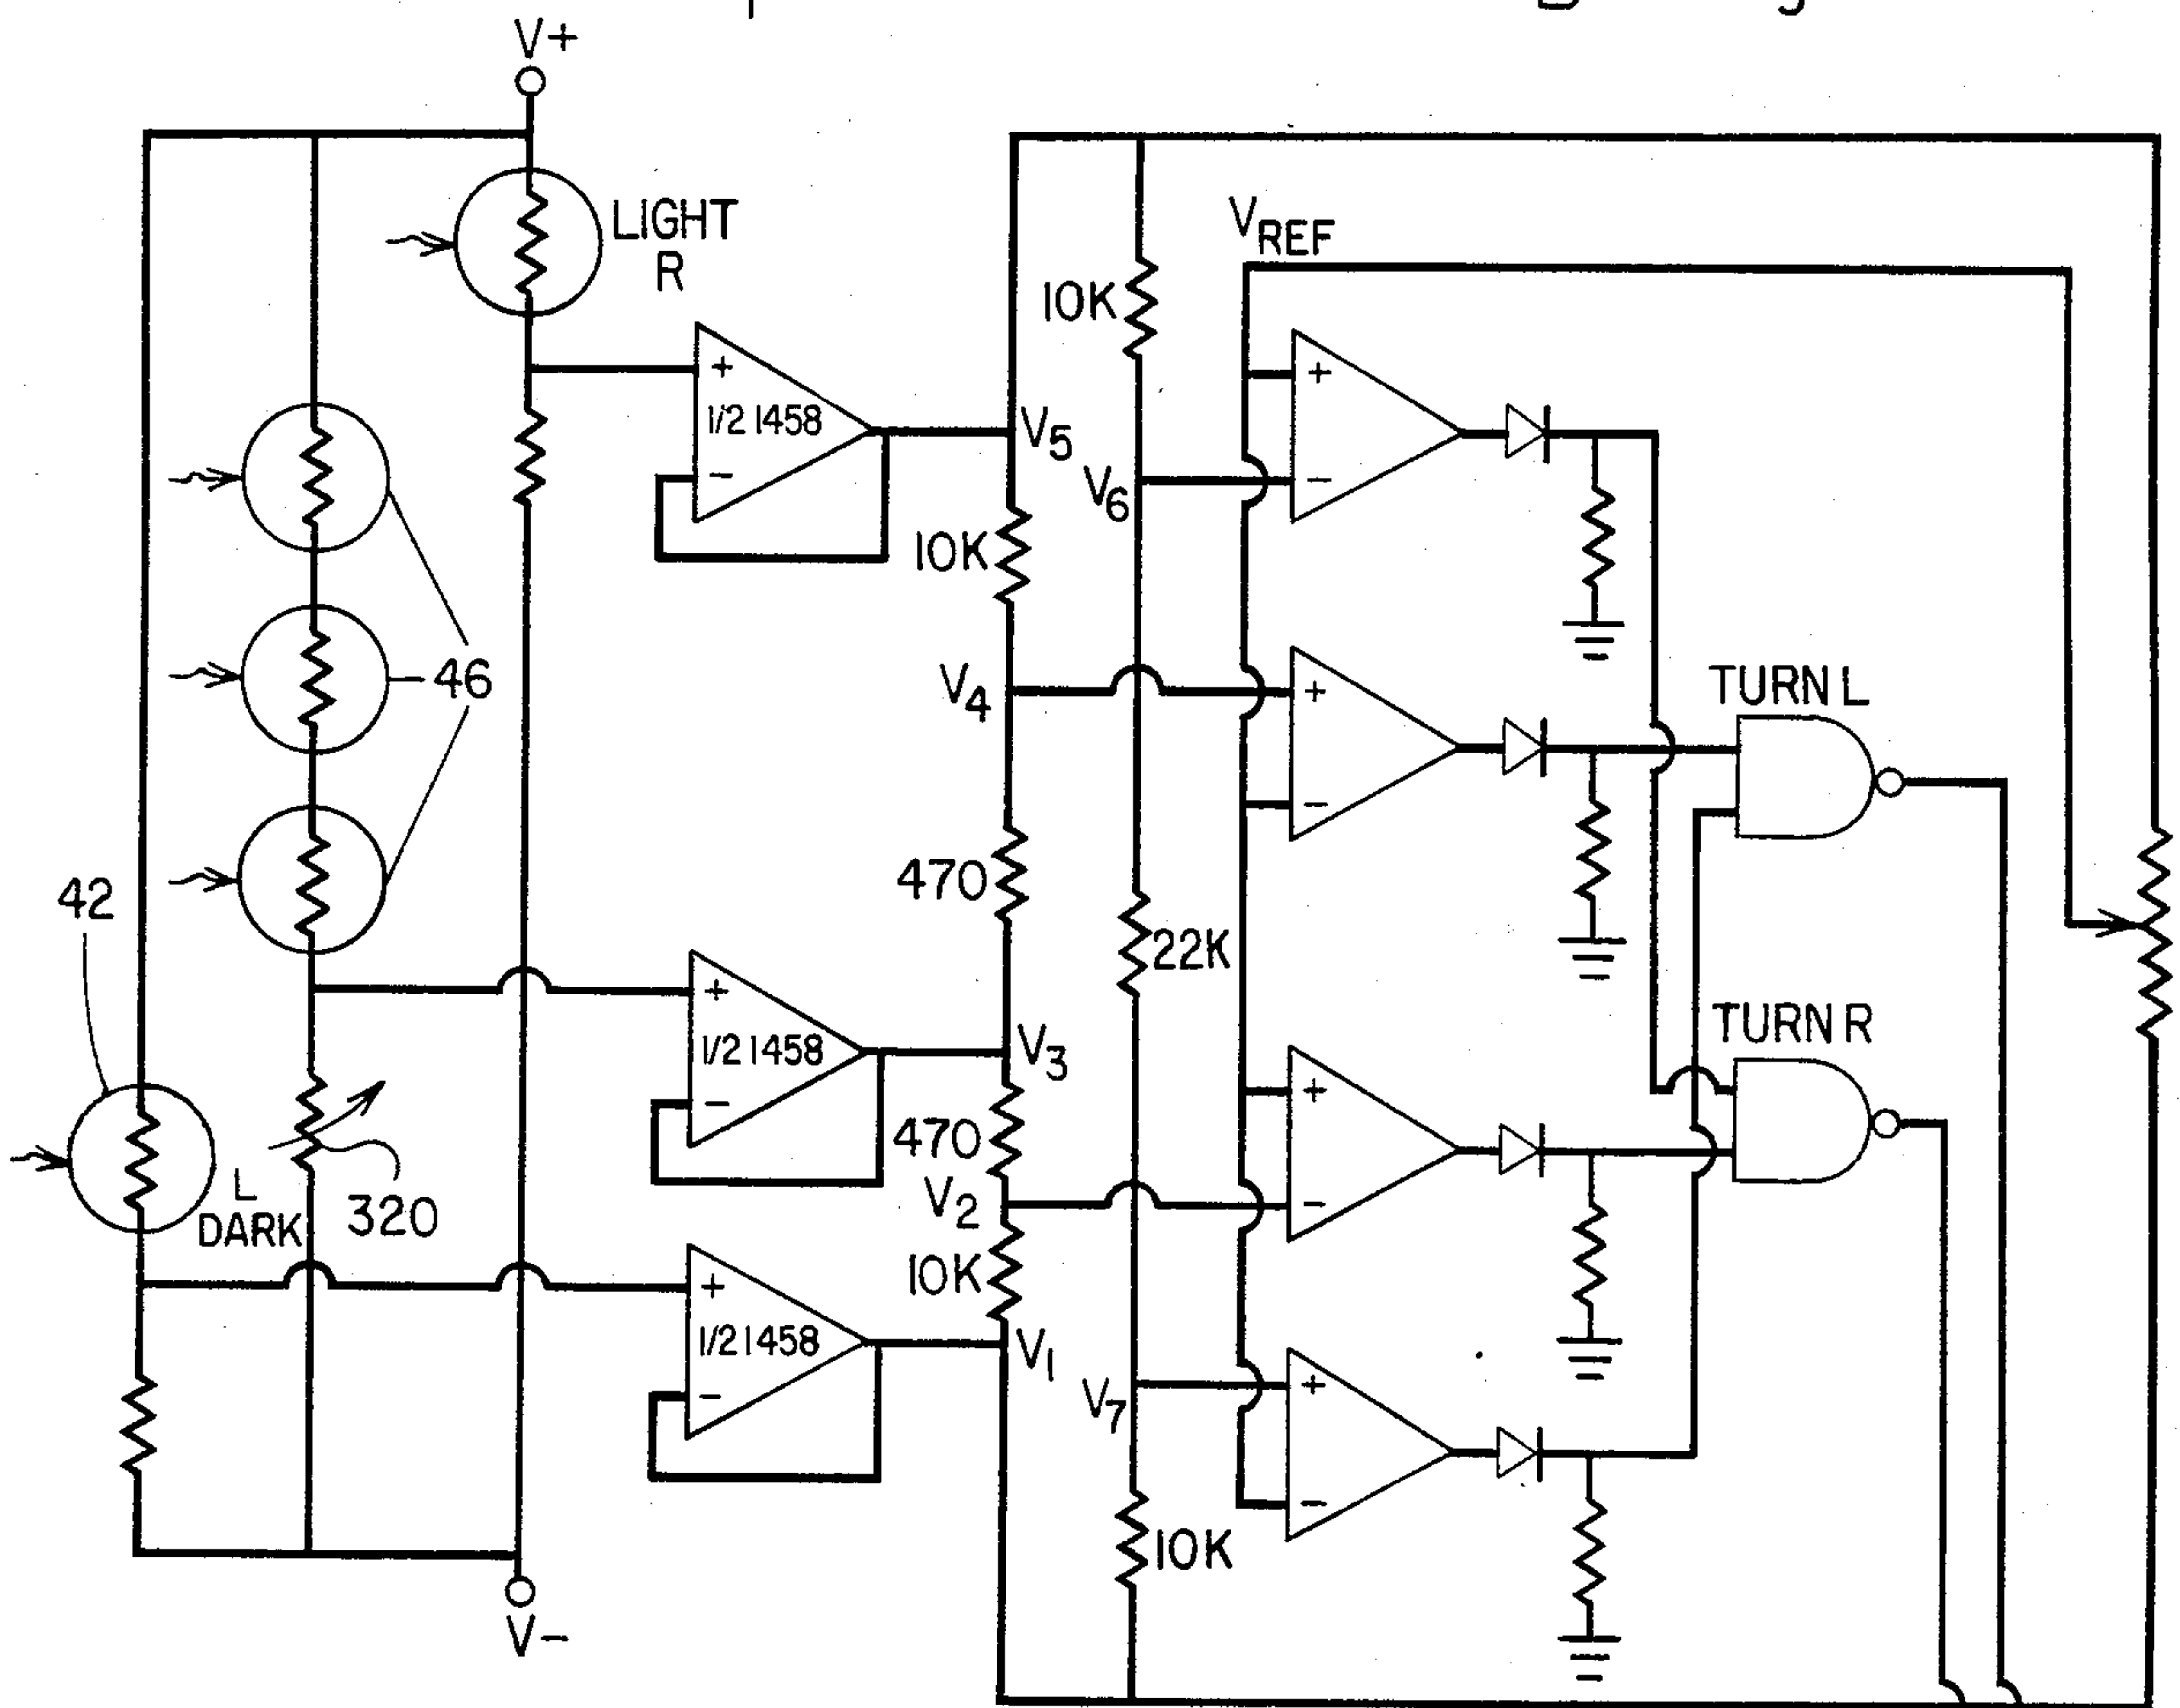 V+
LIGHT
R
VREF
10K
+
1/2 1458
−
V5
V6
+
−
10K
46
V4
+
−
TURN L
470
42
22K
+
1/2 1458
−
V3
TURN R
470
+
−
L
DARK
320
V2
10K
+
1/2 1458
−
V1
V7
+
−
10K
V−